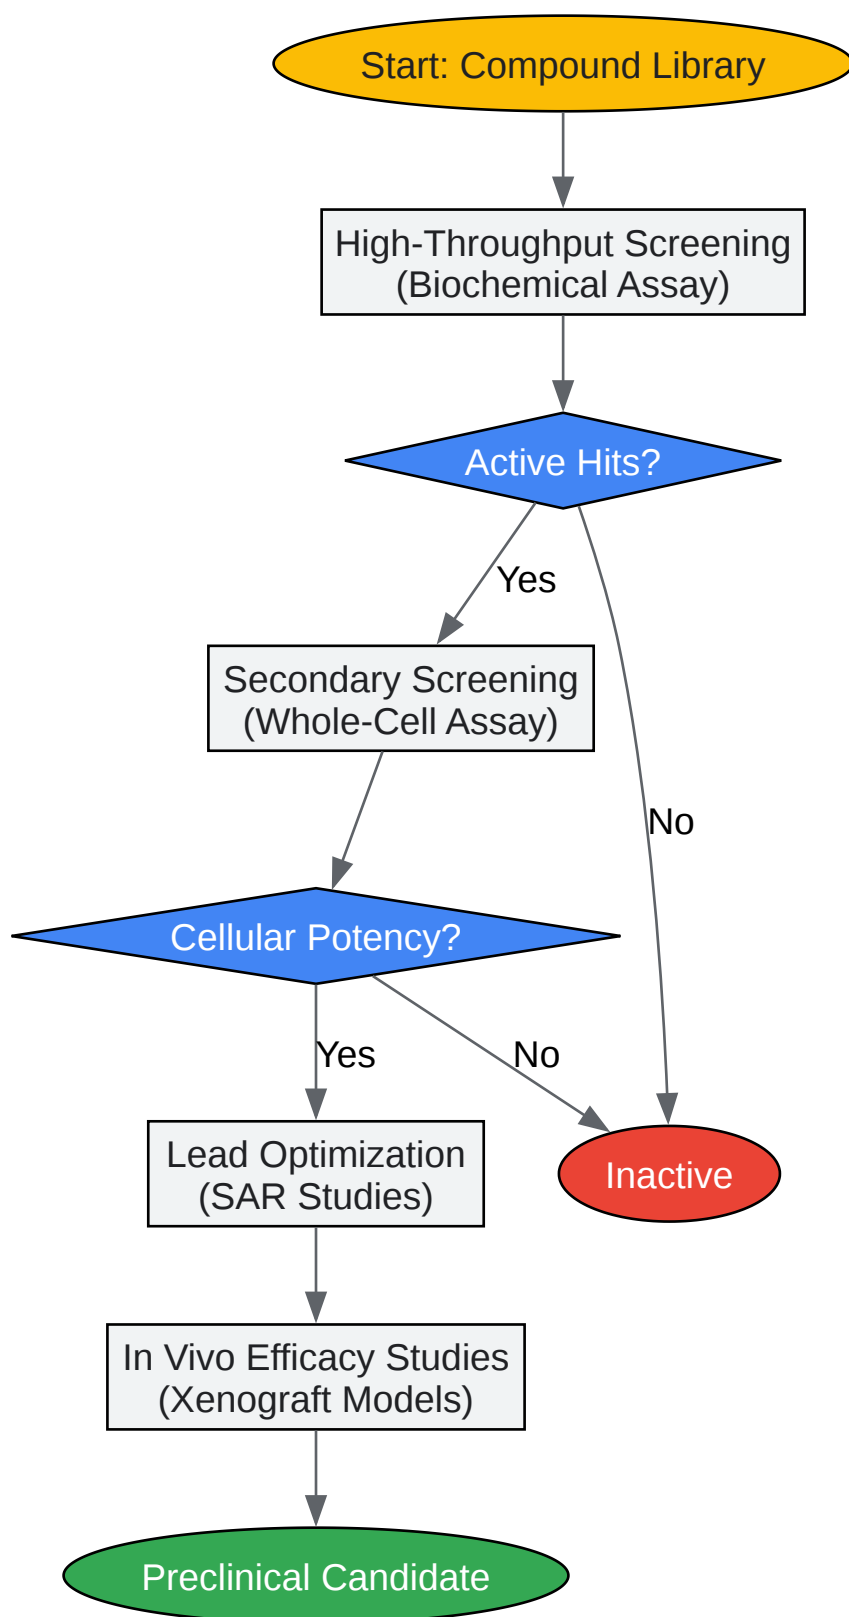 Start: Compound Library
High-Throughput Screening
(Biochemical Assay)
Active Hits?
Yes
Secondary Screening
(Whole-Cell Assay)
No
Cellular Potency?
Yes
No
Lead Optimization
(SAR Studies)
Inactive
In Vivo Efficacy Studies
(Xenograft Models)
Preclinical Candidate